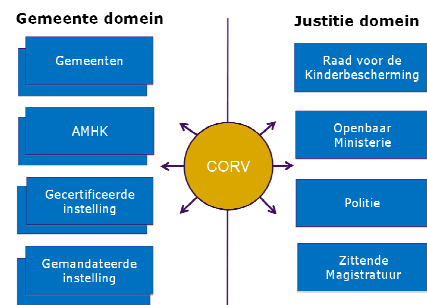 Gemeente domein
Gemeenten
AMHK
Gecertificeerde
instelling
Gemandateerde
instelling
CORV
Justitie domein
Raad voor de
Kinderbescherming
Openbaar
Ministerie
Politie
Zittende
Magistratuur